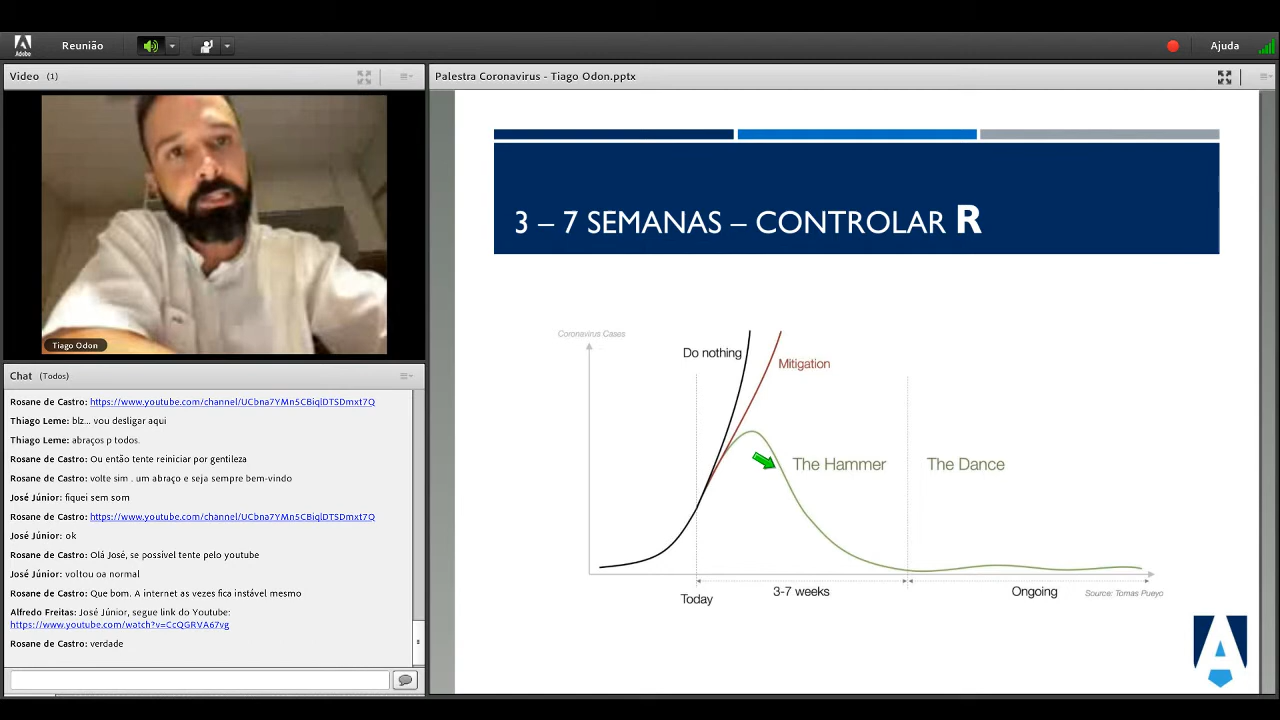 Adobe
Reunião
Ajuda
Video (1)
Tiago Odon
Chat (Todos)
Rosane de Castro: https://www.youtube.com/channel/UCbna7YMn5CBiqlDTSDmxt7Q
Thiago Leme: blz... vou desligar aqui
Thiago Leme: abraços p todos.
Rosane de Castro: Ou então tente reiniciar por gentileza
Rosane de Castro: volte sim . um abraço e seja sempre bem-vindo
José Júnior: fiquei sem som
Rosane de Castro: https://www.youtube.com/channel/UCbna7YMn5CBiqlDTSDmxt7Q
José Júnior: ok
Rosane de Castro: Olá José, se possivel tente pelo youtube
José Júnior: voltou oa normal
Rosane de Castro: Que bom. A internet as vezes fica instável mesmo
Alfredo Freitas: José Júnior, segue link do Youtube:
https://www.youtube.com/watch?v=CcQGRVA67vg
Rosane de Castro: verdade
Palestra Coronavirus - Tiago Odon.pptx
3 – 7 SEMANAS – CONTROLAR R
Coronavirus Cases
Do nothing
Mitigation
The Hammer
The Dance
Today
3-7 weeks
Ongoing
Source: Tomas Pueyo